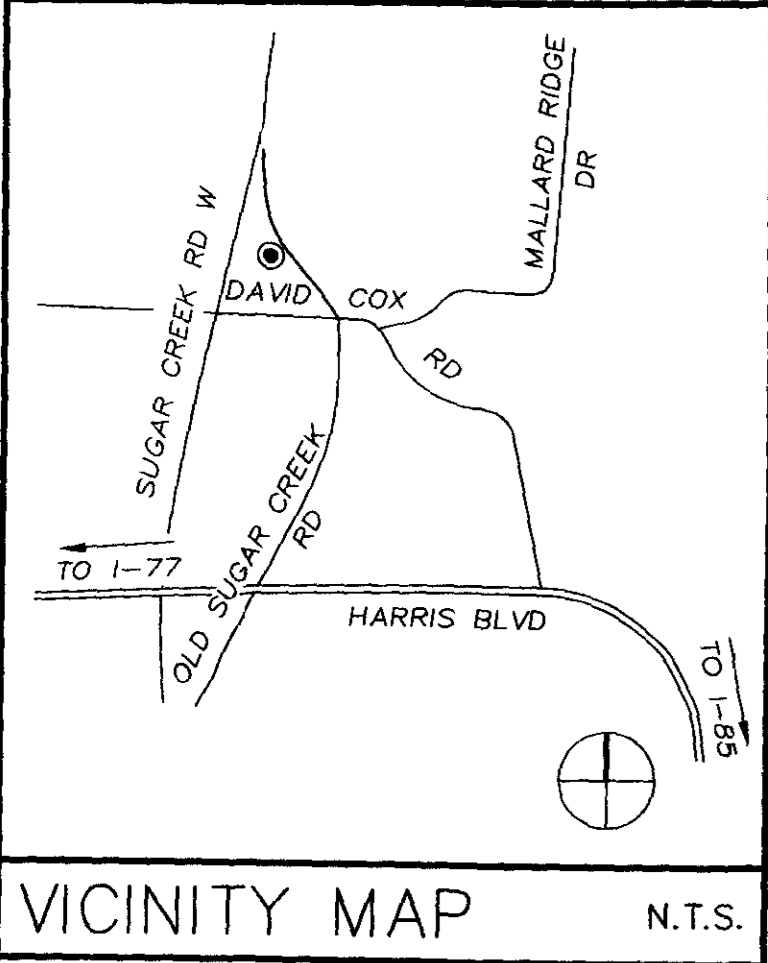 MALLARD RIDGE
DR
SUGAR CREEK RD W
DAVID COX
RD
OLD SUGAR CREEK
RD
TO I-77
HARRIS BLVD
TO I-85
VICINITY MAP
N.T.S.